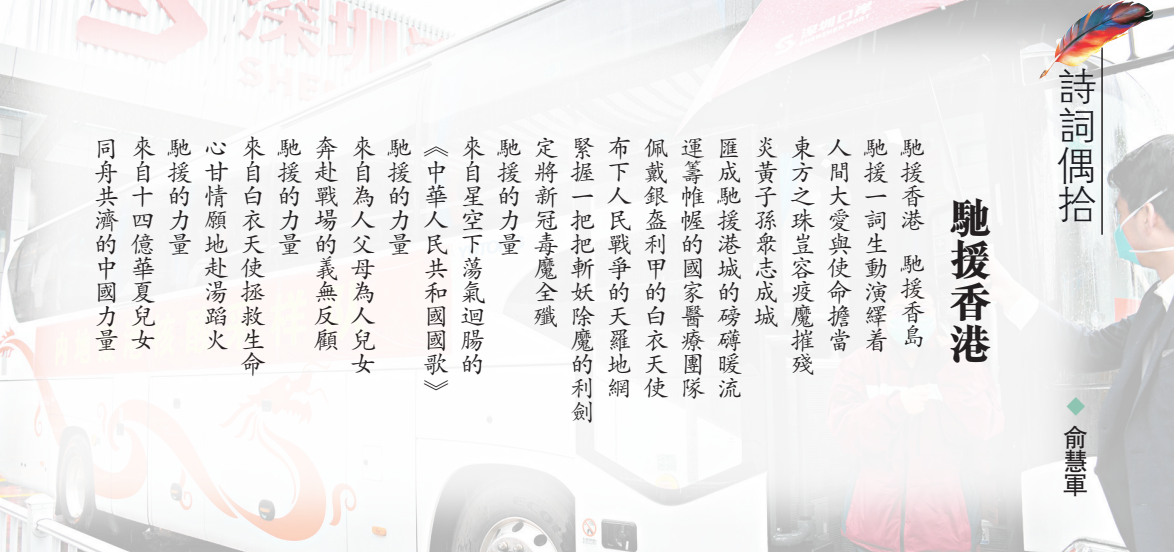 詩詞偶拾
俞慧軍
馳援香港
馳援香港　馳援香島
馳援一詞生動演繹着
人間大愛與使命擔當
東方之珠豈容疫魔摧殘
炎黃子孫衆志成城
匯成馳援港城的磅礴暖流
運籌帷幄的國家醫療團隊
佩戴銀盔利甲的白衣天使
布下人民戰爭的天羅地網
緊握一把把斬妖除魔的利劍
定將新冠毒魔全殲
馳援的力量
來自星空下蕩氣迴腸的
《中華人民共和國國歌》
馳援的力量
來自為人父母為人兒女
奔赴戰場的義無反顧
馳援的力量
來自白衣天使拯救生命
心甘情願地赴湯蹈火
馳援的力量
來自十四億華夏兒女
同舟共濟的中國力量
深圳
深圳口岸